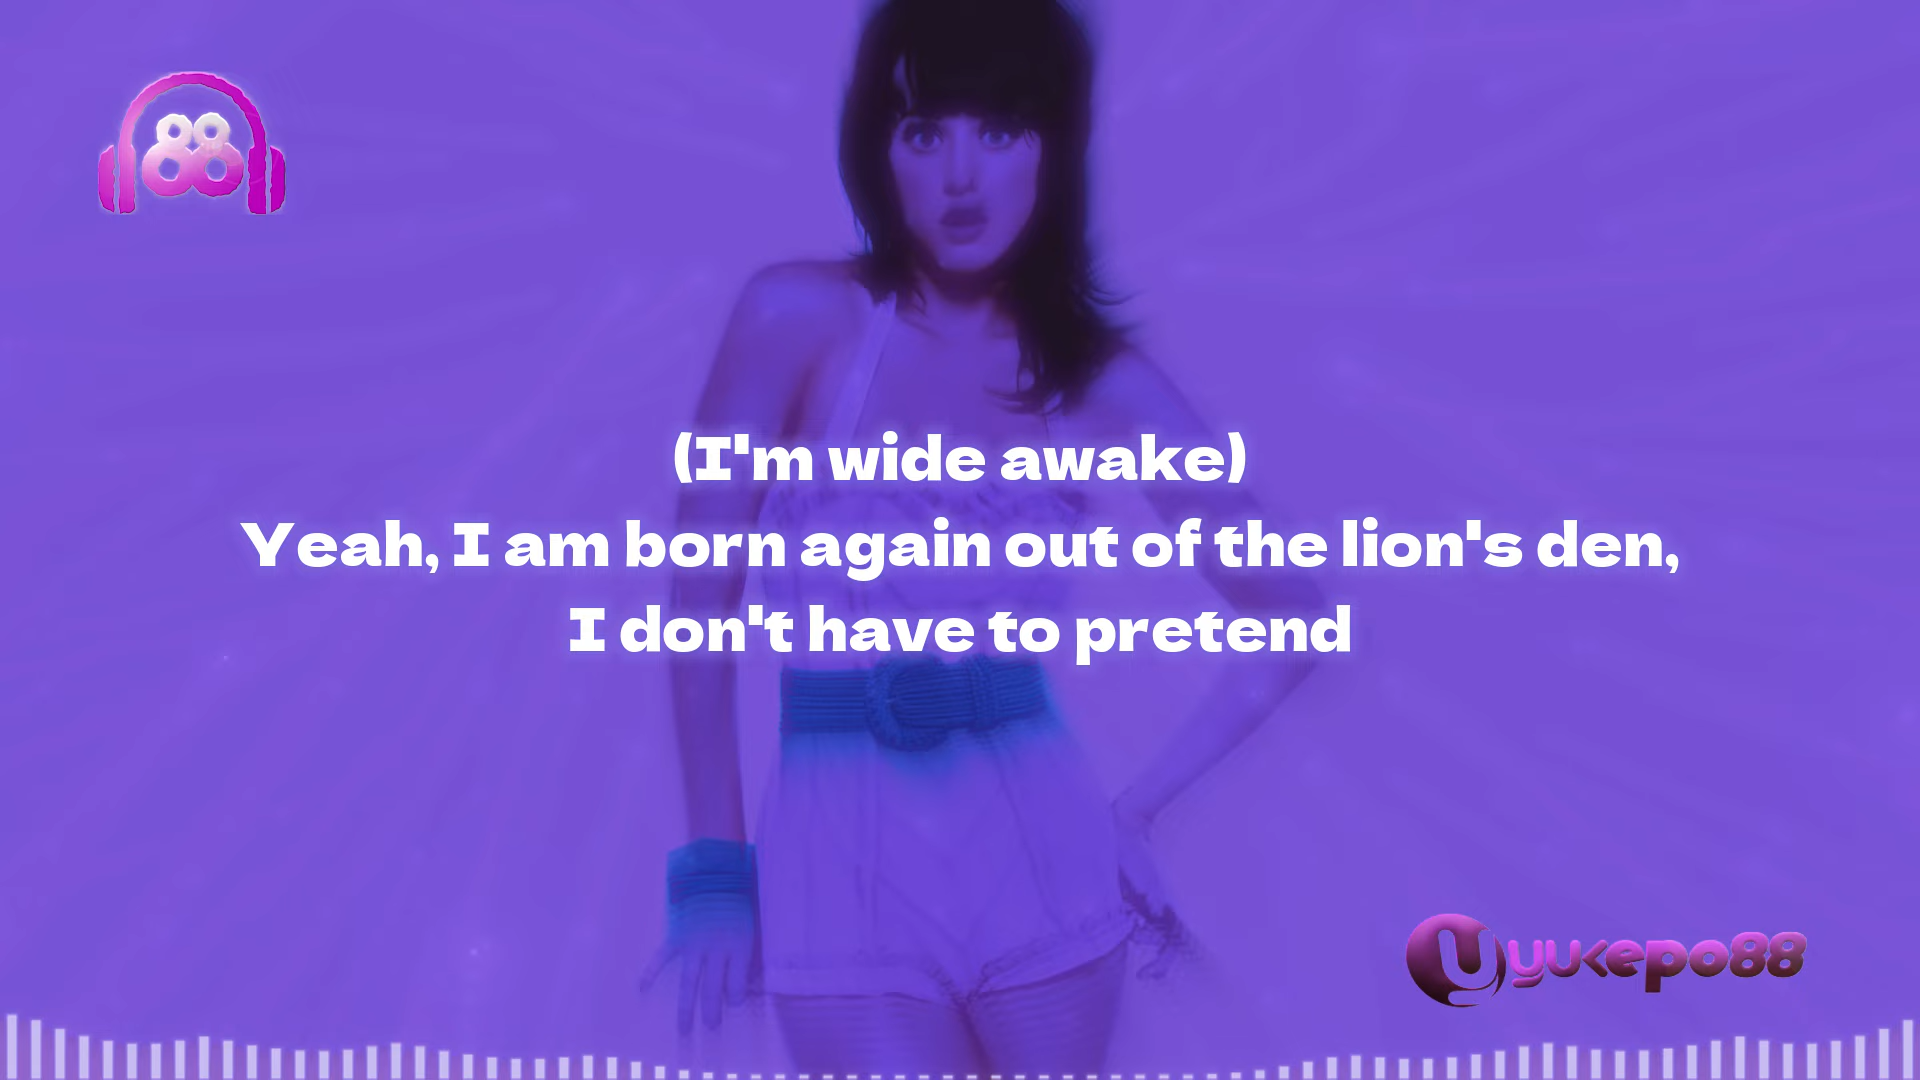 88
(I'm wide awake)
Yeah, I am born again out of the lion's den,
I don't have to pretend
yukepo88